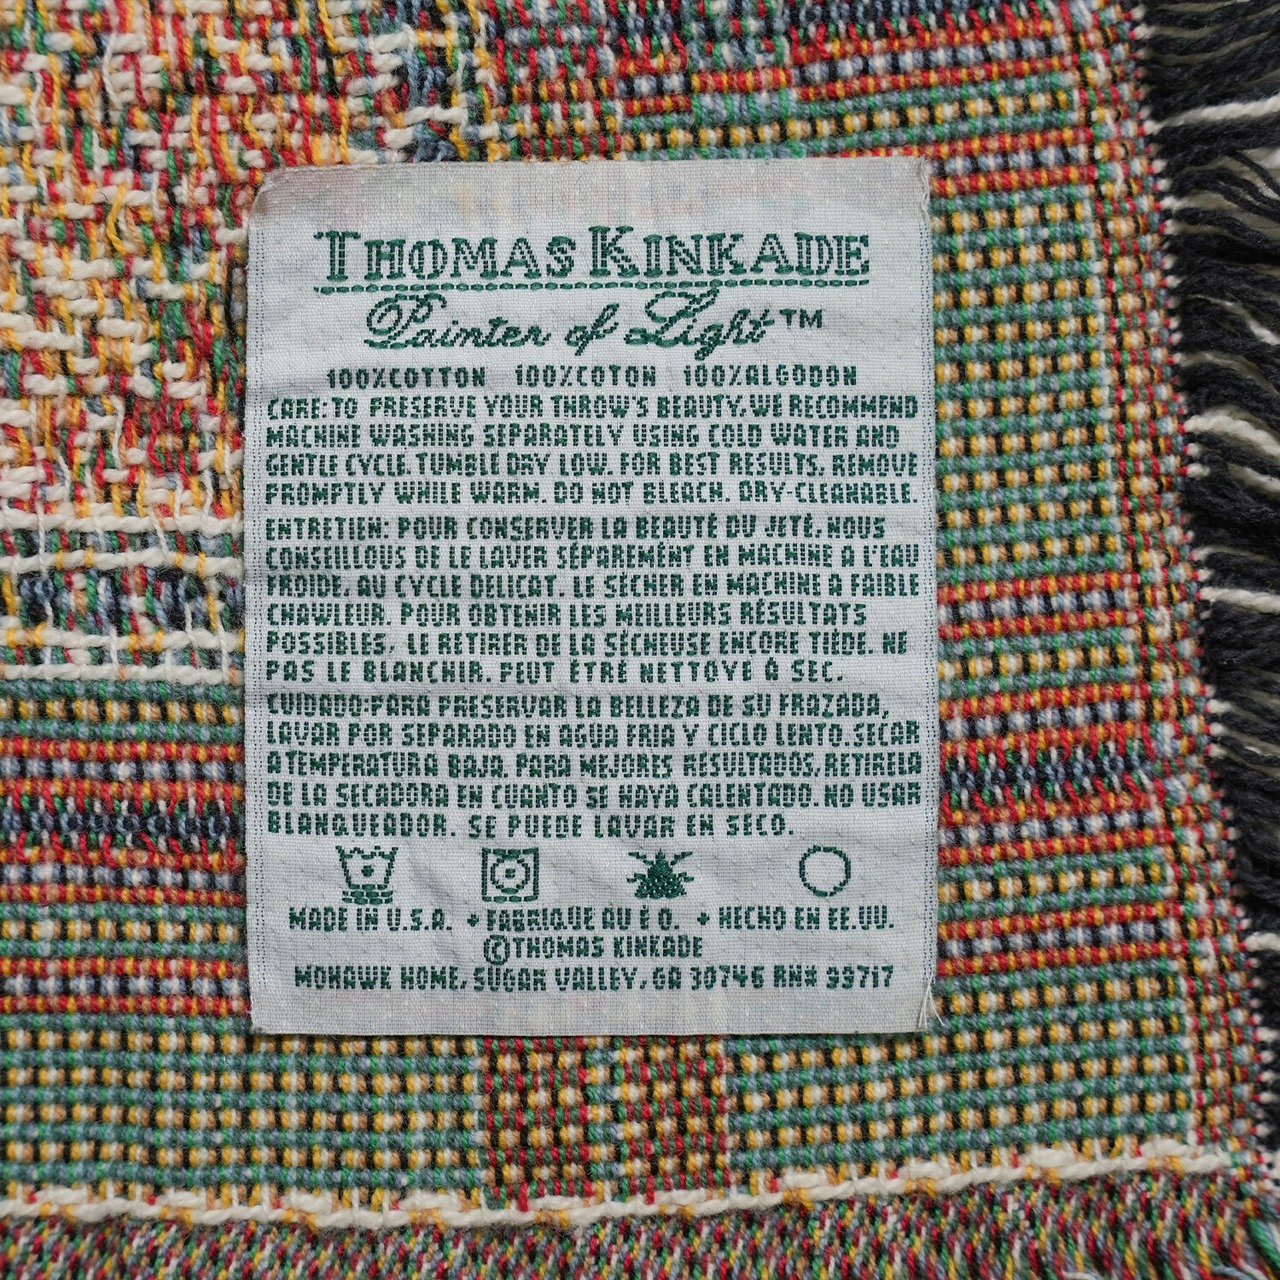 THOMAS KINKADE
Painter of Light™
100%COTTON 100%COTON 100%ALGODON
CARE: TO PRESERVE YOUR THROW'S BEAUTY, WE RECOMMEND
MACHINE WASHING SEPARATELY USING COLD WATER AND
GENTLE CYCLE. TUMBLE DRY LOW. FOR BEST RESULTS, REMOVE
PROMPTLY WHILE WARM. DO NOT BLEACH. DRY-CLEANABLE.
ENTRETIEN: POUR CONSERVER LA BEAUTÉ DU JETÉ, NOUS
CONSEILLOUS DE LE LAVER SÉPARÉMENT EN MACHINE A L'EAU
FROIDE, AU CYCLE DELICAT. LE SÉCHER EN MACHINE A FAIBLE
CHAWLEUR. POUR OBTENIR LES MEILLEURS RÉSULTATS
POSSIBLES, LE RETIRER DE LA SÉCHEUSE ENCORE TIÉDE. NE
PAS LE BLANCHIR. PEUT ÉTRÉ NETTOYÉ Á SEC.
CUIDADO: PARA PRESERVAR LA BELLEZA DE SU FRAZADA,
LAVAR POR SEPARADO EN AGUA FRIA Y CICLO LENTO. SECAR
A TEMPERATURA BAJA. PARA MEJORES RESULTADOS, RETIRELA
DE LA SECADORA EN CUANTO SE HAYA CALENTADO. NO USAR
BLANQUEADOR. SE PUEDE LAVAR EN SECO.
MADE IN U.S.A. + FABRIQUE AU É O. + HECHO EN EE.UU.
©THOMAS KINKADE
MOHAWK HOME, SUGAR VALLEY, GA 30746 RN# 99717